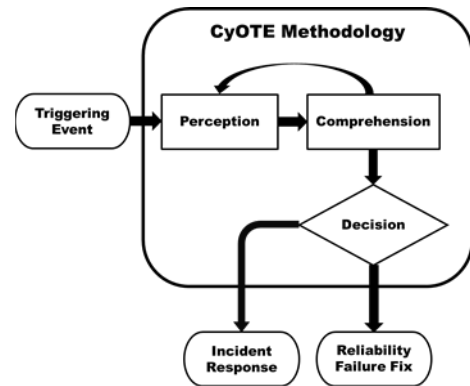 CyOTE Methodology
Triggering
Event
Perception
Comprehension
Decision
Incident
Response
Reliability
Failure Fix